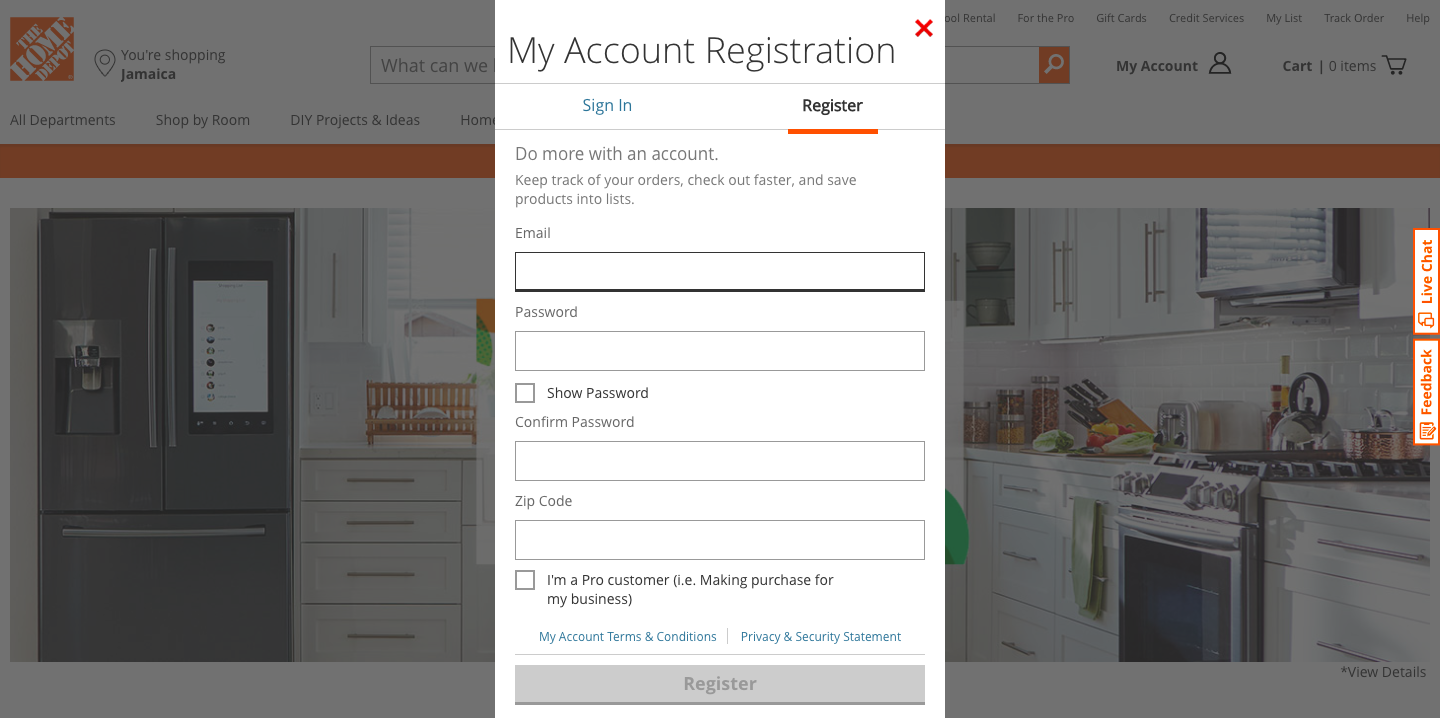 THE HOME DEPOT
You're shopping
Jamaica
What can we
ool Rental
For the Pro
Gift Cards
Credit Services
My List
Track Order
Help
My Account
Cart | 0 items
All Departments
Shop by Room
DIY Projects & Ideas
Home
My Account Registration
Sign In
Register
Do more with an account.
Keep track of your orders, check out faster, and save
products into lists.
Email
Password
Show Password
Confirm Password
Zip Code
I'm a Pro customer (i.e. Making purchase for
my business)
My Account Terms & Conditions
Privacy & Security Statement
Register
Live Chat
Feedback
*View Details